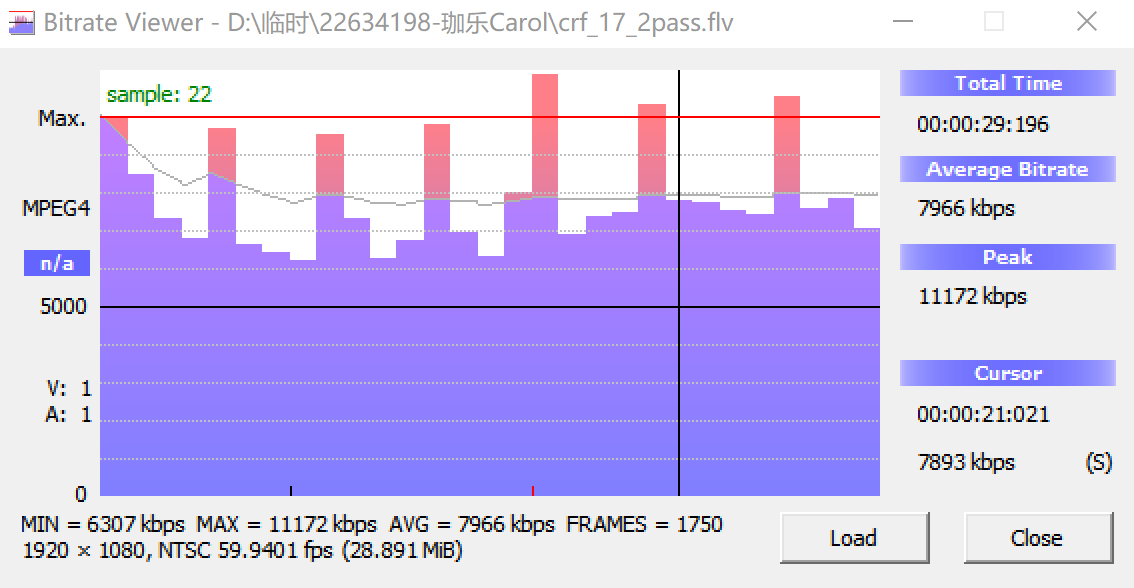 Bitrate Viewer - D:\临时\22634198-珈乐Carol\crf_17_2pass.flv
sample: 22
Max.
MPEG4
n/a
5000
V: 1
A: 1
0
Total Time
00:00:29:196
Average Bitrate
7966 kbps
Peak
11172 kbps
Cursor
00:00:21:021
7893 kbps (S)
MIN = 6307 kbps MAX = 11172 kbps AVG = 7966 kbps FRAMES = 1750
1920 × 1080, NTSC 59.9401 fps (28.891 MiB)
Load
Close